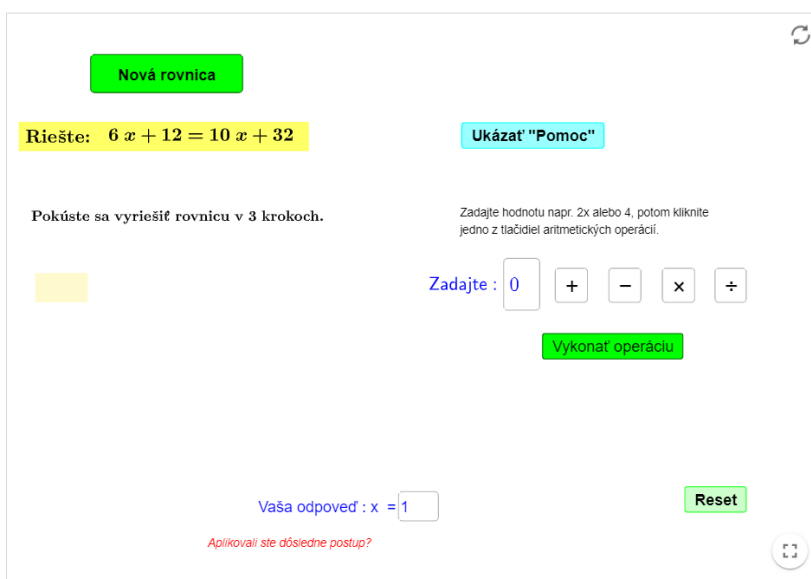 Nová rovnica
Riešte: 6 x + 12 = 10 x + 32
Ukázať "Pomoc"
Pokúste sa vyriešiť rovnicu v 3 krokoch.
Zadajte hodnotu napr. 2x alebo 4, potom kliknite
jedno z tlačidiel aritmetických operácií.
Zadajte : 0 + − × ÷
Vykonať operáciu
Vaša odpoveď : x = 1
Reset
Aplikovali ste dôsledne postup?